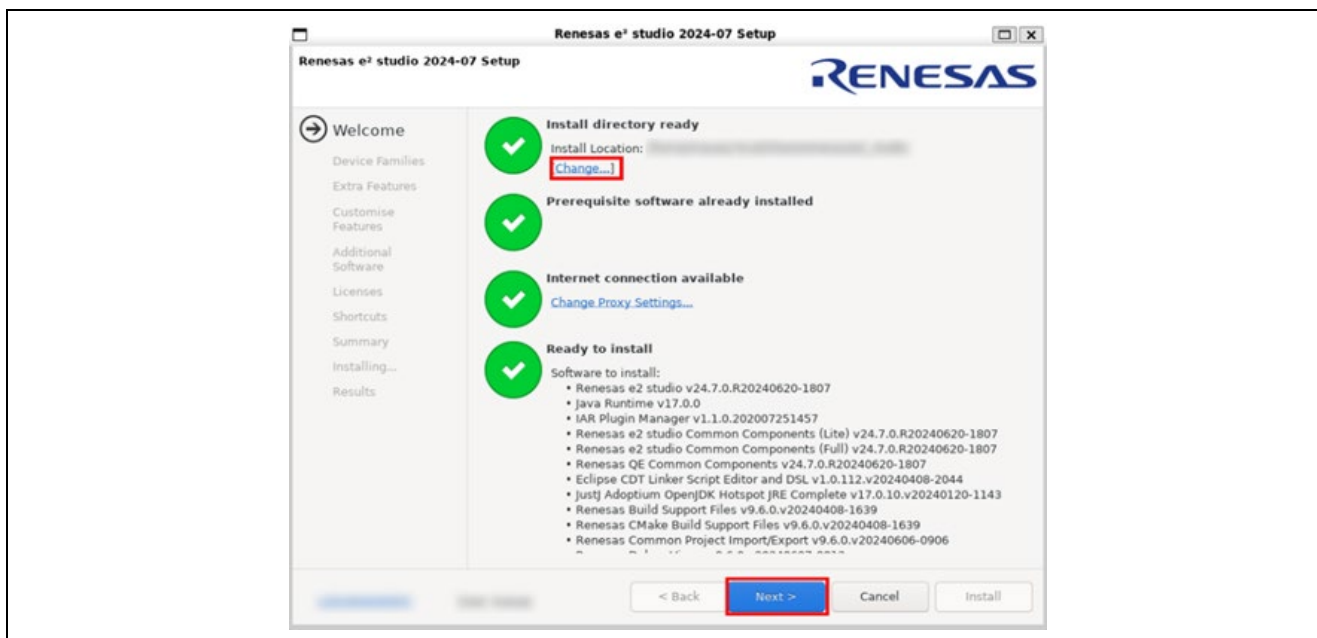 Renesas e² studio 2024-07 Setup
Renesas e² studio 2024-07 Setup
RENESAS
Welcome
Device Families
Extra Features
Customise
Features
Additional
Software
Licenses
Shortcuts
Summary
Installing...
Results
Install directory ready
Install Location:
[Change...]
Prerequisite software already installed
Internet connection available
Change Proxy Settings...
Ready to install
Software to install:
• Renesas e2 studio v24.7.0.R20240620-1807
• Java Runtime v17.0.0
• IAR Plugin Manager v1.1.0.202007251457
• Renesas e2 studio Common Components (Lite) v24.7.0.R20240620-1807
• Renesas e2 studio Common Components (Full) v24.7.0.R20240620-1807
• Renesas QE Common Components v24.7.0.R20240620-1807
• Eclipse CDT Linker Script Editor and DSL v1.0.112.v20240408-2044
• JustJ Adoptium OpenJDK Hotspot JRE Complete v17.0.10.v20240120-1143
• Renesas Build Support Files v9.6.0.v20240408-1639
• Renesas CMake Build Support Files v9.6.0.v20240408-1639
• Renesas Common Project Import/Export v9.6.0.v20240606-0906
< Back
Next >
Cancel
Install